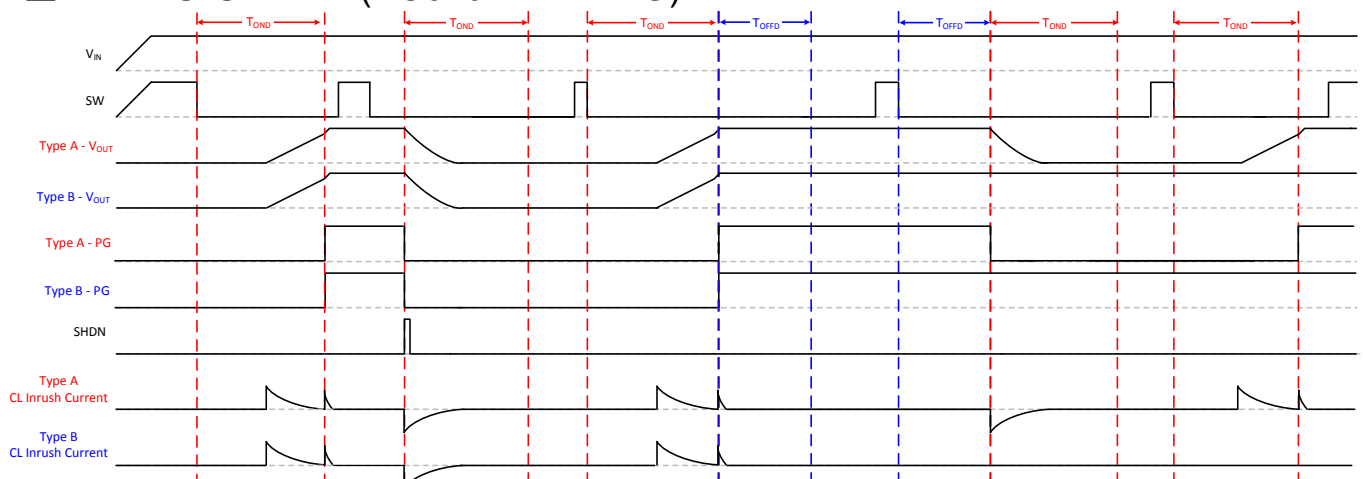 TOND TOND TOND TOFFD TOFFD TOND TOND
VIN
SW
Type A - VOUT
Type B - VOUT
Type A - PG
Type B - PG
SHDN
Type A
CL Inrush Current
Type B
CL Inrush Current